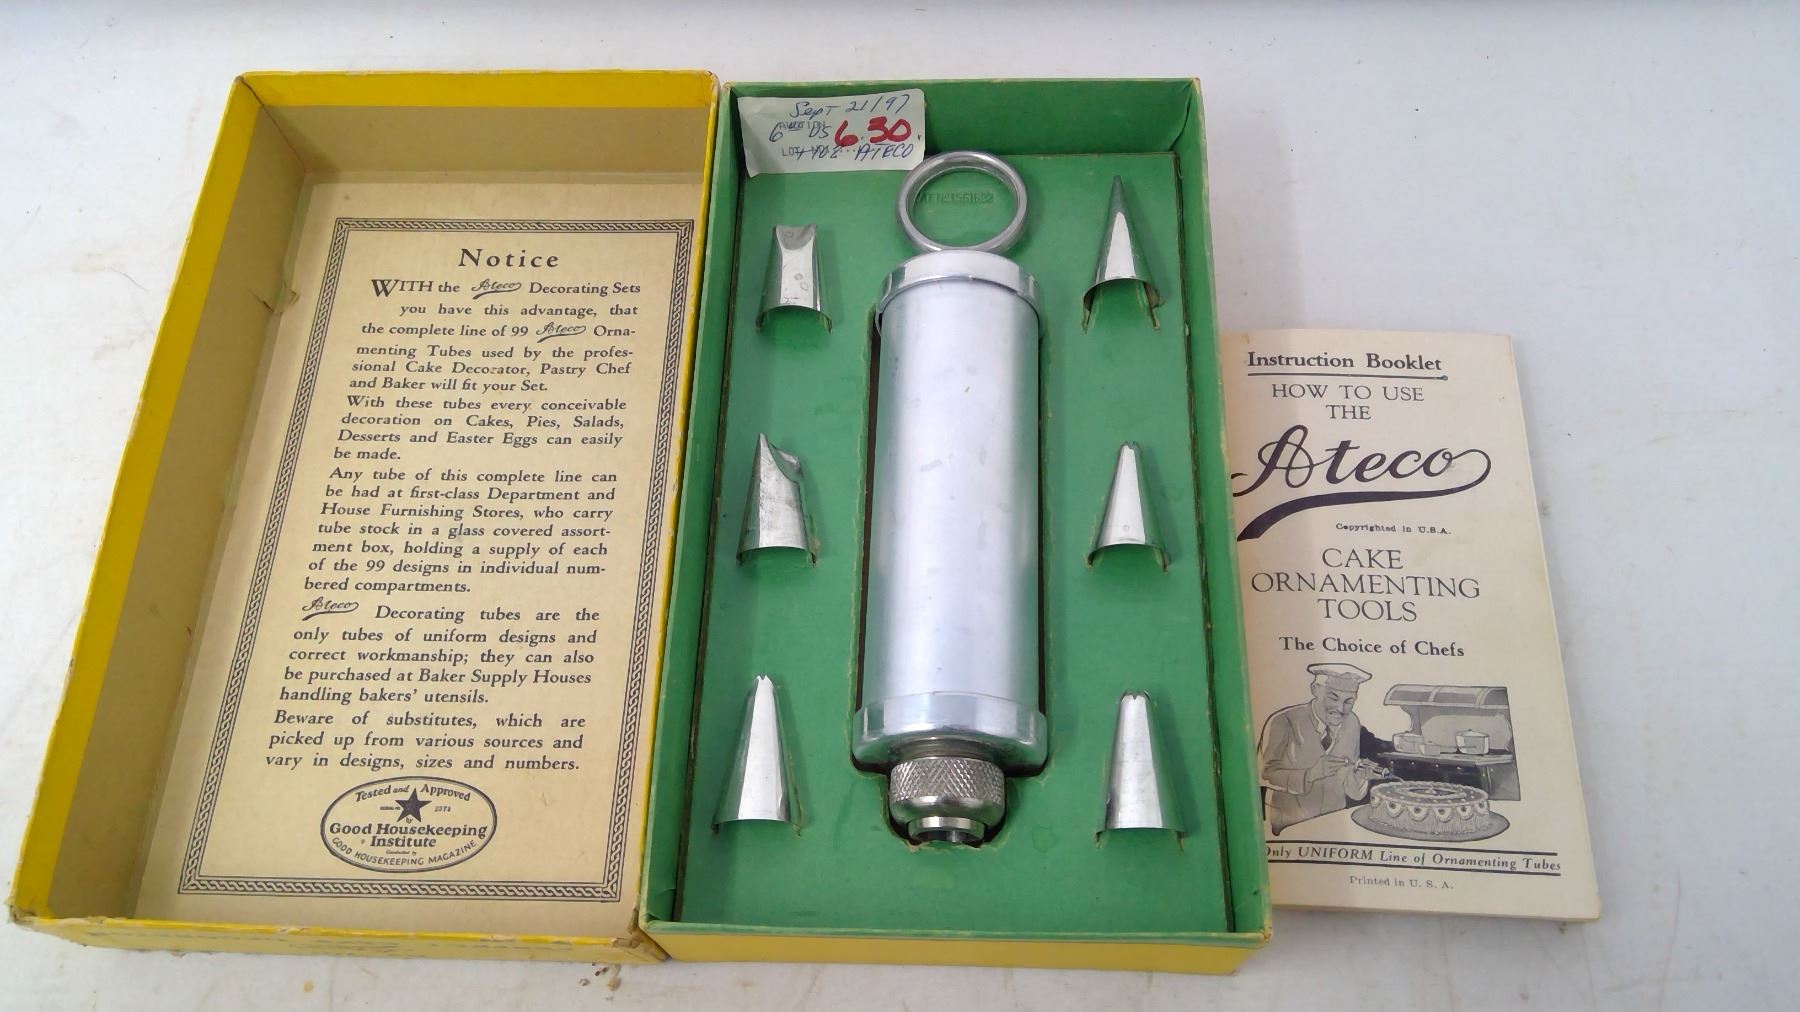 Notice
WITH the Ateco Decorating Sets
you have this advantage, that
the complete line of 99 Ateco Orna-
menting Tubes used by the profes-
sional Cake Decorator, Pastry Chef
and Baker will fit your Set.
With these tubes every conceivable
decoration on Cakes, Pies, Salads,
Desserts and Easter Eggs can easily
be made.
Any tube of this complete line can
be had at first-class Department and
House Furnishing Stores, who carry
tube stock in a glass covered assort-
ment box, holding a supply of each
of the 99 designs in individual num-
bered compartments.
Ateco Decorating tubes are the
only tubes of uniform designs and
correct workmanship; they can also
be purchased at Baker Supply Houses
handling bakers' utensils.
Beware of substitutes, which are
picked up from various sources and
vary in designs, sizes and numbers.
Tested and Approved
by
Good Housekeeping
Institute
Conducted by
GOOD HOUSEKEEPING MAGAZINE
Sept 21/97
AUCTION
US 6.30
LOT ATECO
Instruction Booklet
HOW TO USE
THE
Ateco
Copyrighted in U.S.A.
CAKE
ORNAMENTING
TOOLS
The Choice of Chefs
Only UNIFORM Line of Ornamenting Tubes
Printed in U. S. A.